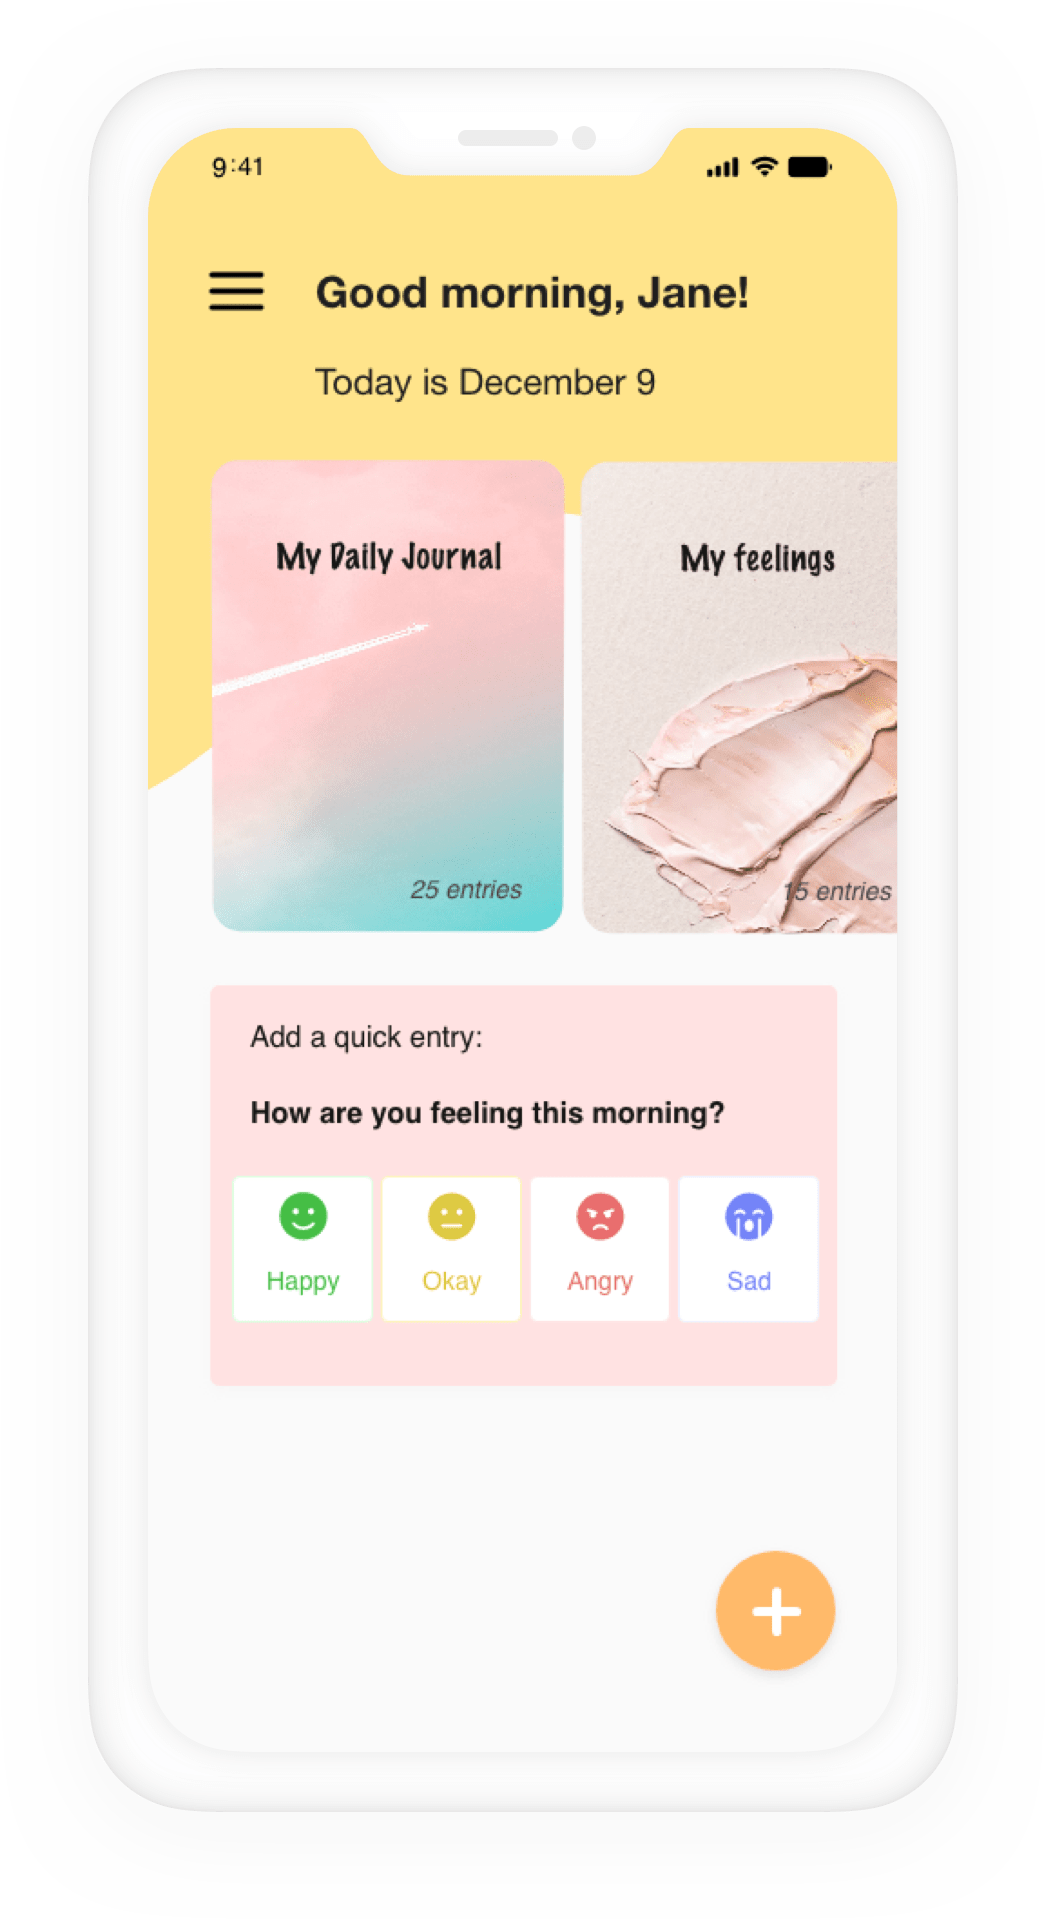 9:41
Good morning, Jane!
Today is December 9
My Daily Journal
My feelings
25 entries
15 entries
Add a quick entry:
How are you feeling this morning?
Happy
Okay
Angry
Sad